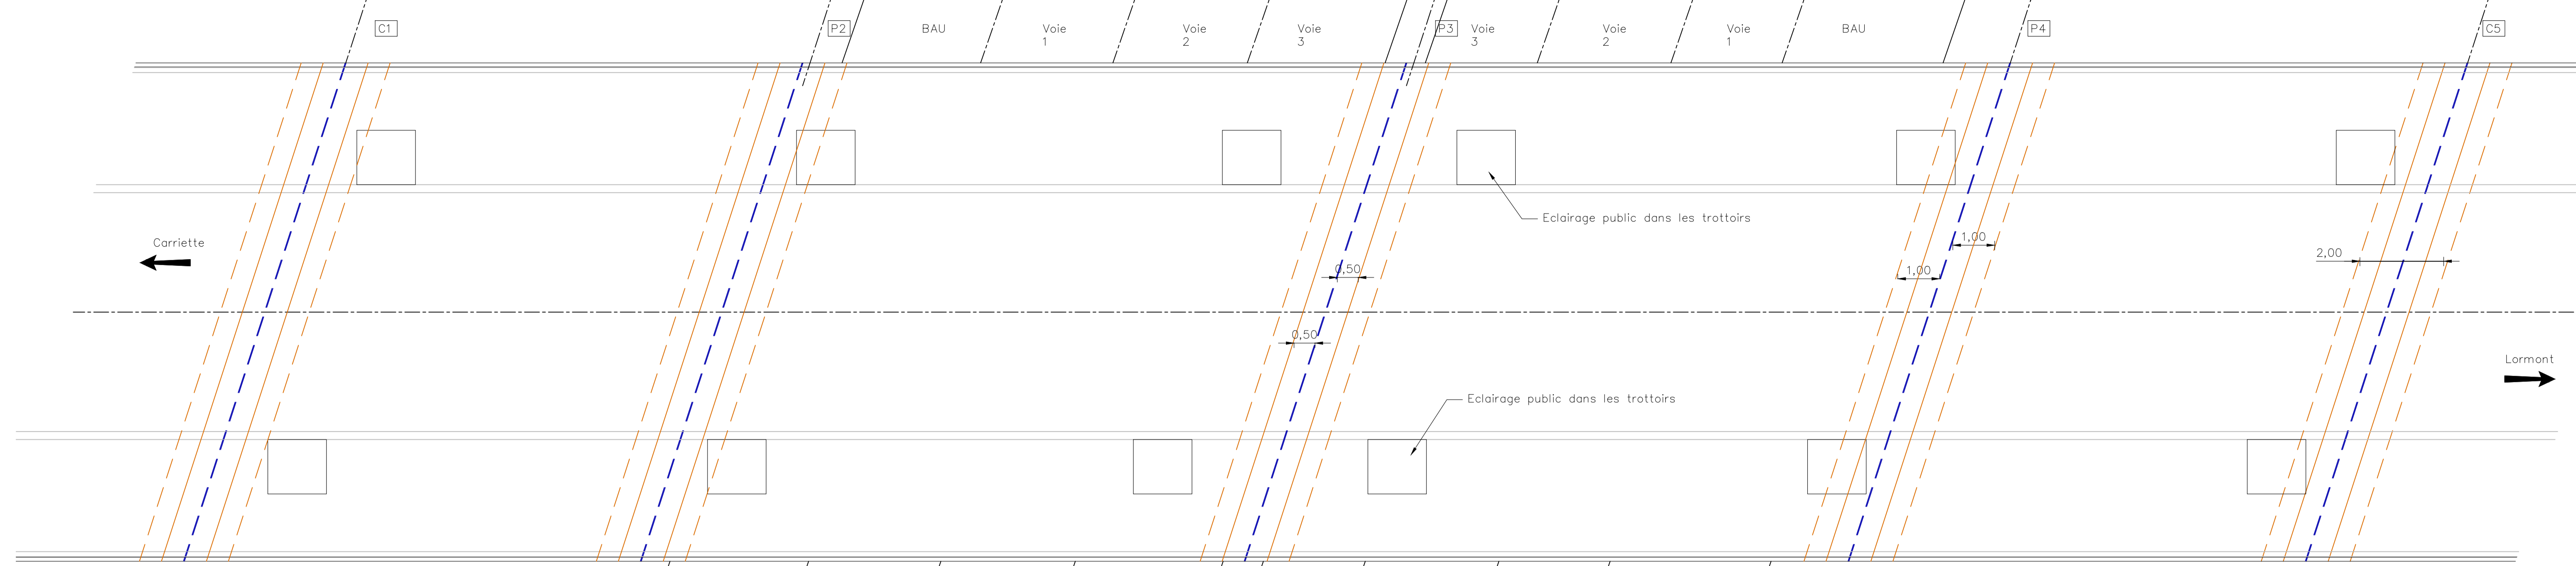 C1
P2
BAU
Voie
1
Voie
2
Voie
3
P3
Voie
3
Voie
2
Voie
1
BAU
P4
C5
Eclairage public dans les trottoirs
Carriette
1,00
2,00
0,50
1,00
0,50
Lormont
Eclairage public dans les trottoirs